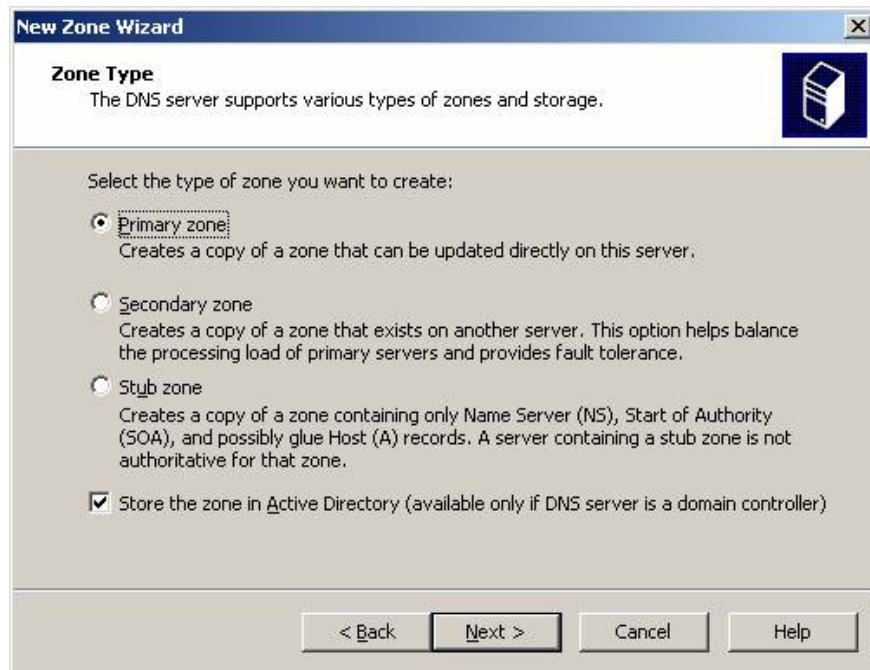 New Zone Wizard
Zone Type
The DNS server supports various types of zones and storage.
Select the type of zone you want to create:
Primary zone
Creates a copy of a zone that can be updated directly on this server.
Secondary zone
Creates a copy of a zone that exists on another server. This option helps balance
the processing load of primary servers and provides fault tolerance.
Stub zone
Creates a copy of a zone containing only Name Server (NS), Start of Authority
(SOA), and possibly glue Host (A) records. A server containing a stub zone is not
authoritative for that zone.
Store the zone in Active Directory (available only if DNS server is a domain controller)
< Back Next > Cancel Help